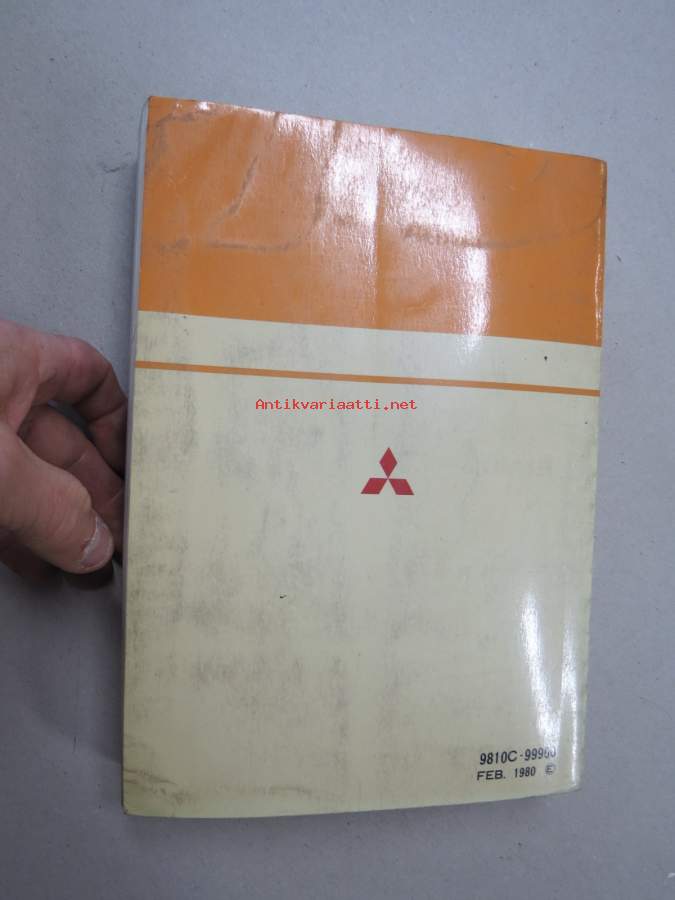 Antikvariaatti.net
9810C-99900
FEB. 1980 Ⓔ